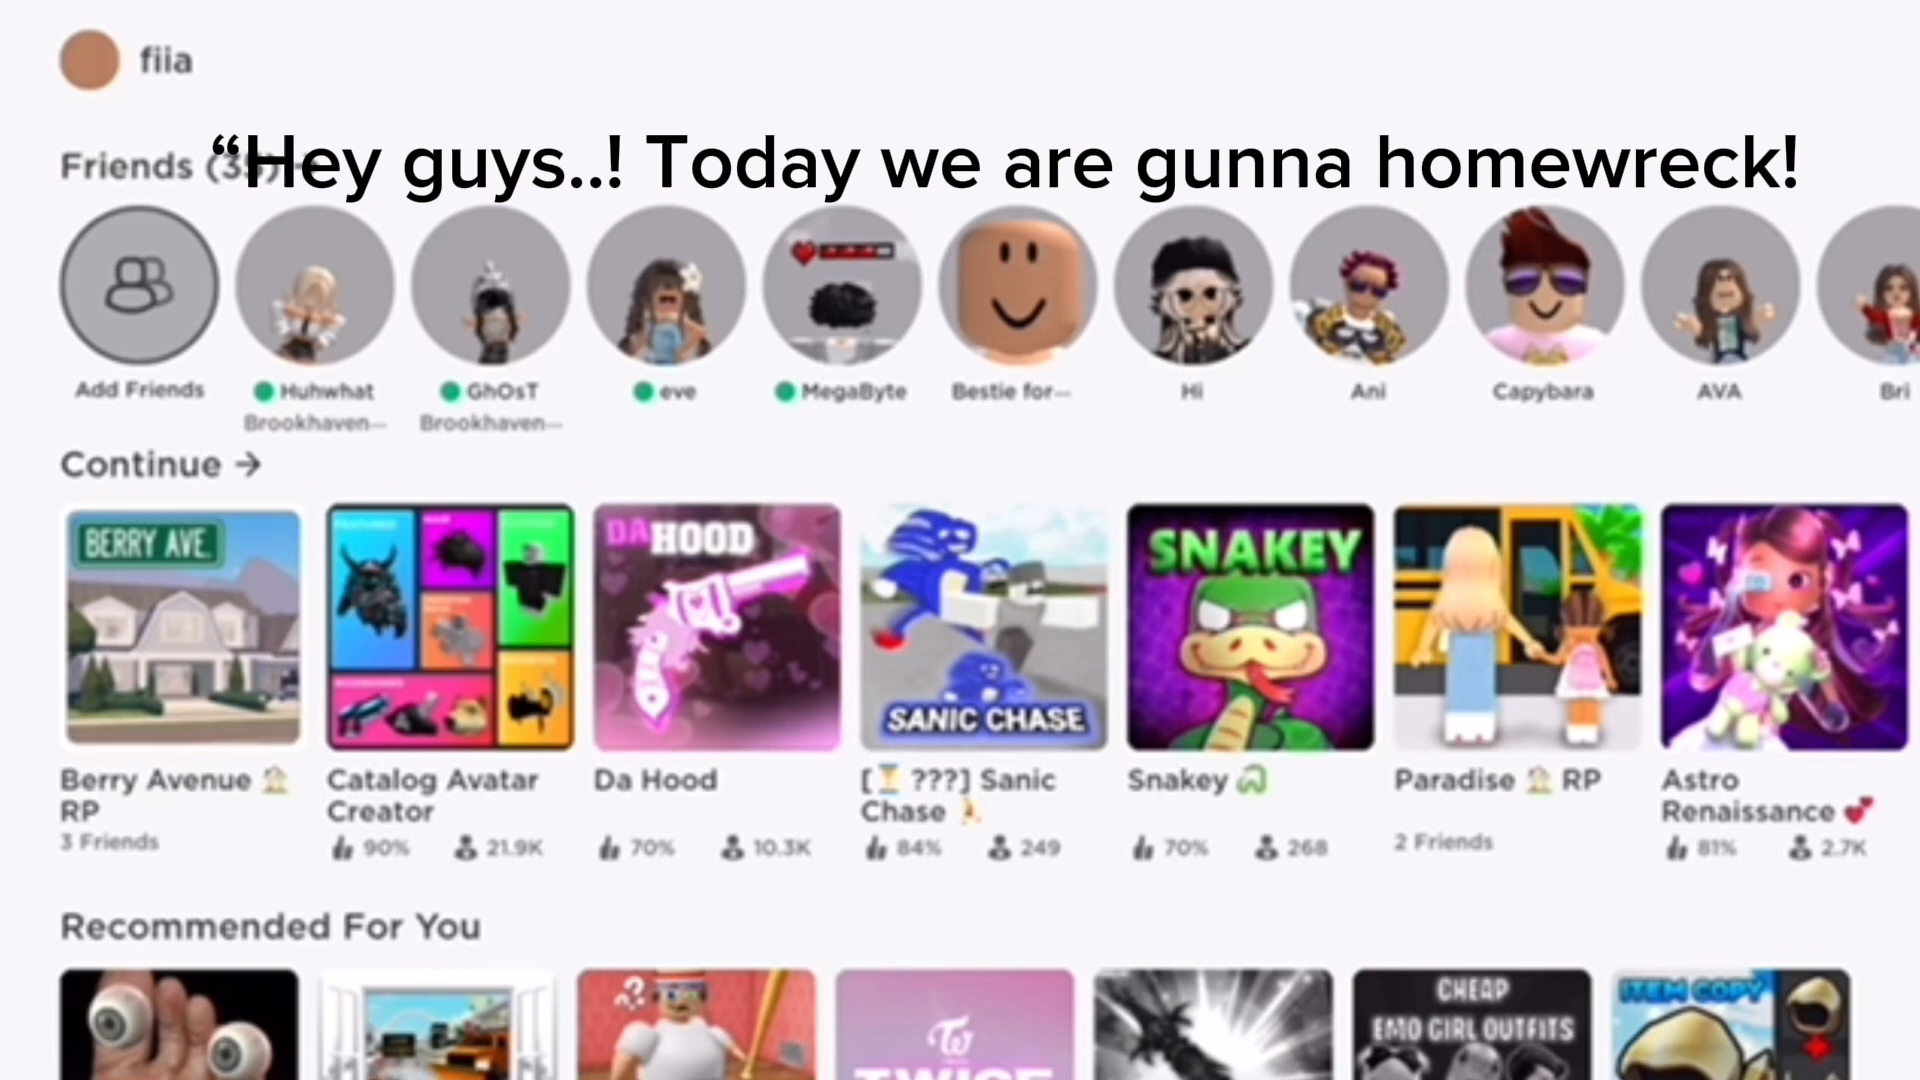 fiia
“Hey guys..! Today we are gunna homewreck!
Friends (35)
Add Friends
Huhwhat
GhOsT
eve
MegaByte
Bestie for—
Hi
Ani
Capybara
AVA
Bri
Brookhaven—
Brookhaven—
Continue →
BERRY AVE.
DA HOOD
SANIC CHASE
SNAKEY
Berry Avenue 🏠 RP
3 Friends
Catalog Avatar Creator
90% 21.9K
Da Hood
70% 10.3K
[⏳ ???] Sanic Chase 🏃
84% 249
Snakey 🐍
70% 268
Paradise 🏠 RP
2 Friends
Astro Renaissance 💕
81% 2.7K
Recommended For You
TWICE
CHEAP
EMO GIRL OUTFITS
ITEM COPY